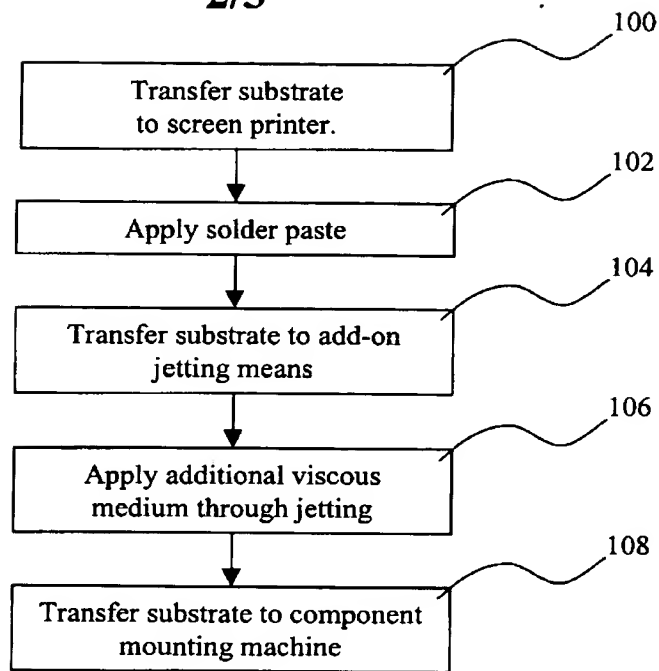 2/3
100
Transfer substrate
to screen printer.
102
Apply solder paste
104
Transfer substrate to add-on
jetting means
106
Apply additional viscous
medium through jetting
108
Transfer substrate to component
mounting machine